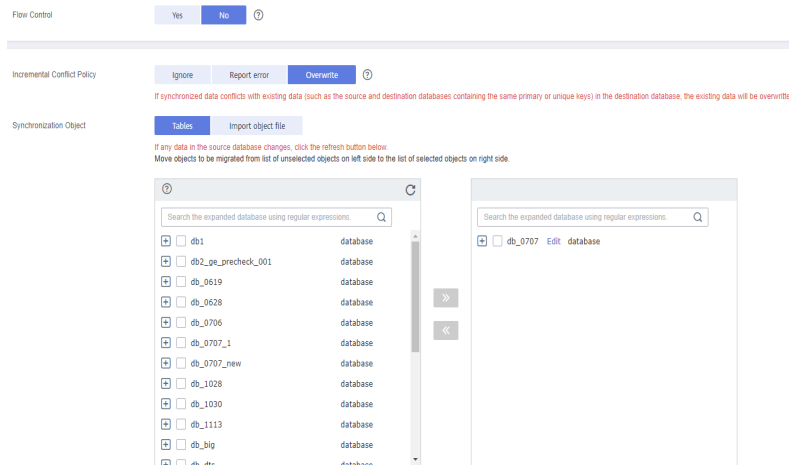 Flow Control Yes No
Incremental Conflict Policy Ignore Report error Overwrite
If synchronized data conflicts with existing data (such as the source and destination databases containing the same primary or unique keys) in the destination database, the existing data will be overwritte
Synchronization Object Tables Import object file
If any data in the source database changes, click the refresh button below.
Move objects to be migrated from list of unselected objects on left side to the list of selected objects on right side.
Search the expanded database using regular expressions.
db1 database
db2_ge_precheck_001 database
db_0619 database
db_0628 database
db_0706 database
db_0707_1 database
db_0707_new database
db_1028 database
db_1030 database
db_1113 database
db_big database
db_dts database
Search the expanded database using regular expressions.
db_0707 Edit database